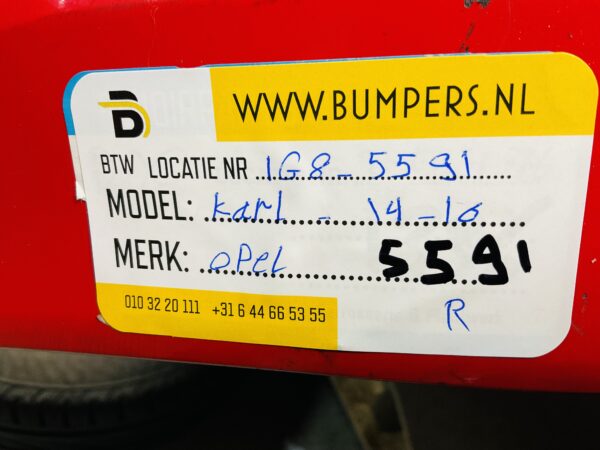 WWW.BUMPERS.NL
BTW LOCATIE NR 1G8-5591
MODEL: Karl - 14-16
MERK: OPel 5591
010 32 20 111 +31 6 44 66 53 55
R